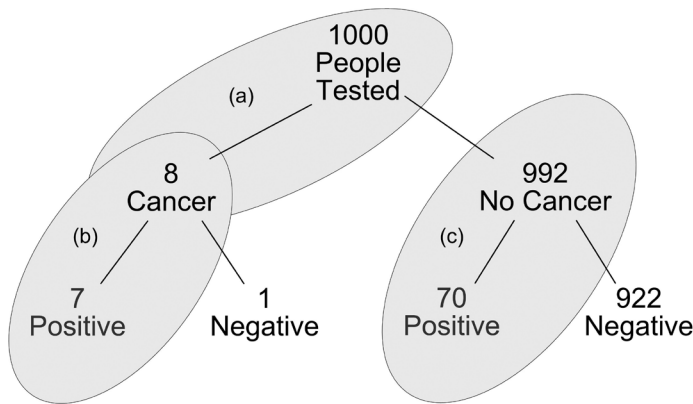 1000
People
Tested
(a)
8
Cancer
992
No Cancer
(b)
(c)
7
Positive
1
Negative
70
Positive
922
Negative